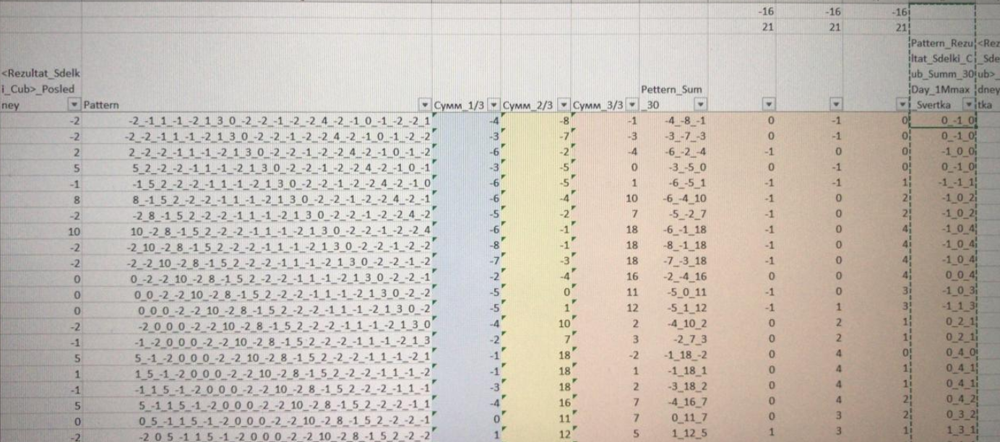 -16 -16 -16
21 21 21
Pattern_Rezu <Rez
ltat_Sdelki_C i_Sde
<Rezultat_Sdelk ub_Summ_30 ub>_
i_Cub>_Posled Pettern_Sum Day_1Mmax dney
ney Pattern Сумм_1/3 Сумм_2/3 Сумм_3/3 _30 _Svertka tka
-2 -2_-1_1_-1_-2_1_3_0_-2_-2_-1_-2_-2_4_-2_-1_0_-1_-2_-2_1 -4 -8 -1 -4_-8_-1 0 -1 0 0_-1_0
-2 -2_-2_-1_1_-1_-2_1_3_0_-2_-2_-1_-2_-2_4_-2_-1_0_-1_-2_-2 -3 -7 -3 -3_-7_-3 0 -1 0 0_-1_0
2 2_-2_-2_-1_1_-1_-2_1_3_0_-2_-2_-1_-2_-2_4_-2_-1_0_-1_-2 -6 -2 -4 -6_-2_-4 -1 0 0 -1_0_0
5 5_2_-2_-2_-1_1_-1_-2_1_3_0_-2_-2_-1_-2_-2_4_-2_-1_0_-1 -3 -5 0 -3_-5_0 0 -1 0 0_-1_0
-1 -1_5_2_-2_-2_-1_1_-1_-2_1_3_0_-2_-2_-1_-2_-2_4_-2_-1_0 -6 -5 1 -6_-5_1 -1 -1 1 -1_-1_1
8 8_-1_5_2_-2_-2_-1_1_-1_-2_1_3_0_-2_-2_-1_-2_-2_4_-2_-1 -6 -4 10 -6_-4_10 -1 0 2 -1_0_2
-2 -2_8_-1_5_2_-2_-2_-1_1_-1_-2_1_3_0_-2_-2_-1_-2_-2_4_-2 -5 -2 7 -5_-2_7 -1 0 2 -1_0_2
10 10_-2_8_-1_5_2_-2_-2_-1_1_-1_-2_1_3_0_-2_-2_-1_-2_-2_4 -6 -1 18 -6_-1_18 -1 0 4 -1_0_4
-2 -2_10_-2_8_-1_5_2_-2_-2_-1_1_-1_-2_1_3_0_-2_-2_-1_-2_-2 -8 -1 18 -8_-1_18 -1 0 4 -1_0_4
-2 -2_-2_10_-2_8_-1_5_2_-2_-2_-1_1_-1_-2_1_3_0_-2_-2_-1_-2 -7 -3 18 -7_-3_18 -1 0 4 -1_0_4
0 0_-2_-2_10_-2_8_-1_5_2_-2_-2_-1_1_-1_-2_1_3_0_-2_-2_-1 -2 -4 16 -2_-4_16 0 0 4 0_0_4
0 0_0_-2_-2_10_-2_8_-1_5_2_-2_-2_-1_1_-1_-2_1_3_0_-2_-2 -5 0 11 -5_0_11 -1 0 3 -1_0_3
0 0_0_0_-2_-2_10_-2_8_-1_5_2_-2_-2_-1_1_-1_-2_1_3_0_-2 -5 1 12 -5_1_12 -1 1 3 -1_1_3
-2 -2_0_0_0_-2_-2_10_-2_8_-1_5_2_-2_-2_-1_1_-1_-2_1_3_0 -4 10 2 -4_10_2 0 2 1 0_2_1
-1 -1_-2_0_0_0_-2_-2_10_-2_8_-1_5_2_-2_-2_-1_1_-1_-2_1_3 -2 7 3 -2_7_3 0 2 1 0_2_1
5 5_-1_-2_0_0_0_-2_-2_10_-2_8_-1_5_2_-2_-2_-1_1_-1_-2_1 -1 18 -2 -1_18_-2 0 4 0 0_4_0
1 1_5_-1_-2_0_0_0_-2_-2_10_-2_8_-1_5_2_-2_-2_-1_1_-1_-2 -1 18 1 -1_18_1 0 4 1 0_4_1
-1 -1_1_5_-1_-2_0_0_0_-2_-2_10_-2_8_-1_5_2_-2_-2_-1_1_-1 -3 18 2 -3_18_2 0 4 1 0_4_1
5 5_-1_1_5_-1_-2_0_0_0_-2_-2_10_-2_8_-1_5_2_-2_-2_-1_1 -4 16 7 -4_16_7 0 4 2 0_4_2
0 0_5_-1_1_5_-1_-2_0_0_0_-2_-2_10_-2_8_-1_5_2_-2_-2_-1 0 11 7 0_11_7 0 3 2 0_3_2
-2 -2_0_5_-1_1_5_-1_-2_0_0_0_-2_-2_10_-2_8_-1_5_2_-2_-2 1 12 5 1_12_5 1 3 1 1_3_1